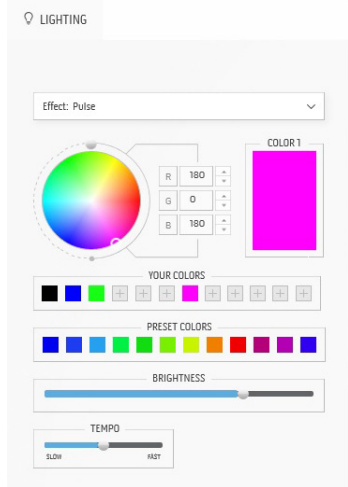 LIGHTING
Effect: Pulse
COLOR 1
R 180
G 0
B 180
YOUR COLORS
PRESET COLORS
BRIGHTNESS
TEMPO
SLOW FAST